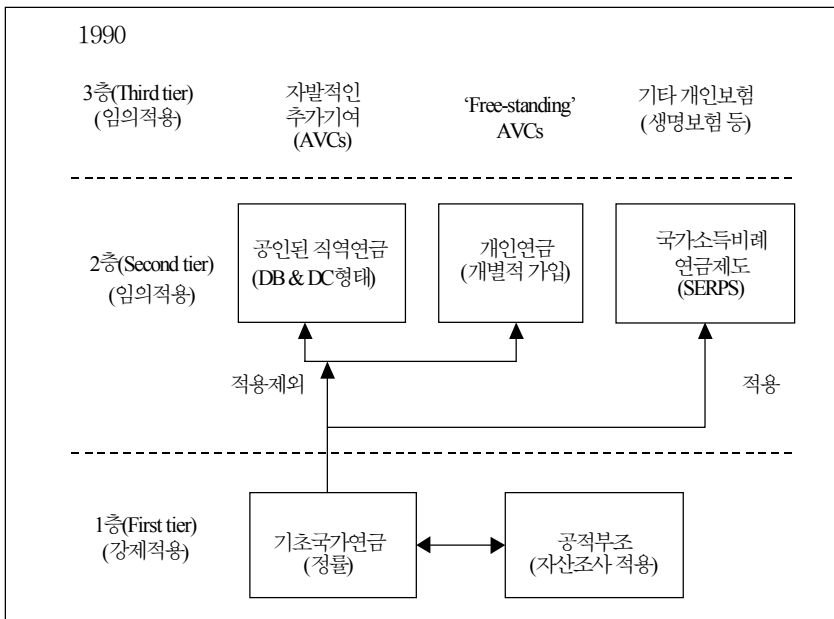 1990
3층(Third tier)
(임의적용)
자발적인
추가기여
(AVCs)
'Free-standing'
AVCs
기타 개인보험
(생명보험 등)
2층(Second tier)
(임의적용)
공인된 직역연금
(DB & DC형태)
개인연금
(개별적 가입)
국가소득비례
연금제도
(SERPS)
적용제외
적용
1층(First tier)
(강제적용)
기초국가연금
(정률)
공적부조
(자산조사 적용)